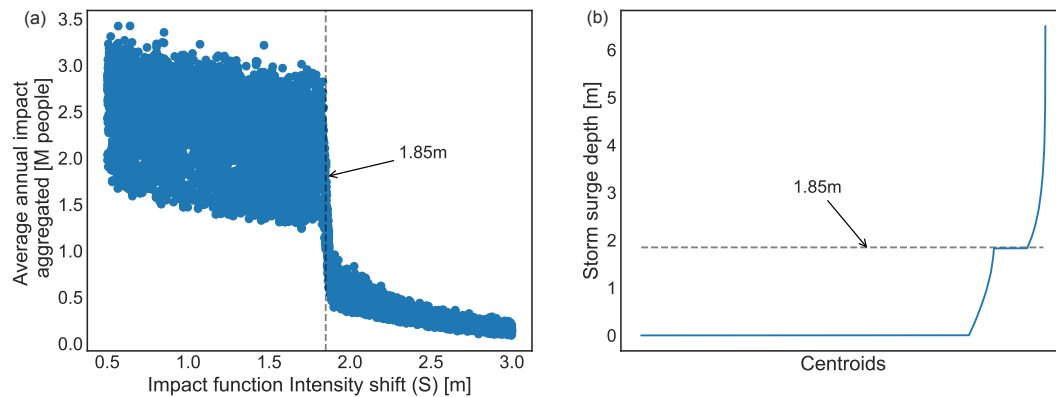 (a)
3.5
3.0
2.5
2.0
1.5
1.0
0.5
0.0
Average annual impact
aggregated [M people]
1.85m
0.5 1.0 1.5 2.0 2.5 3.0
Impact function Intensity shift (S) [m]
(b)
6
5
4
3
2
1
0
Storm surge depth [m]
1.85m
Centroids